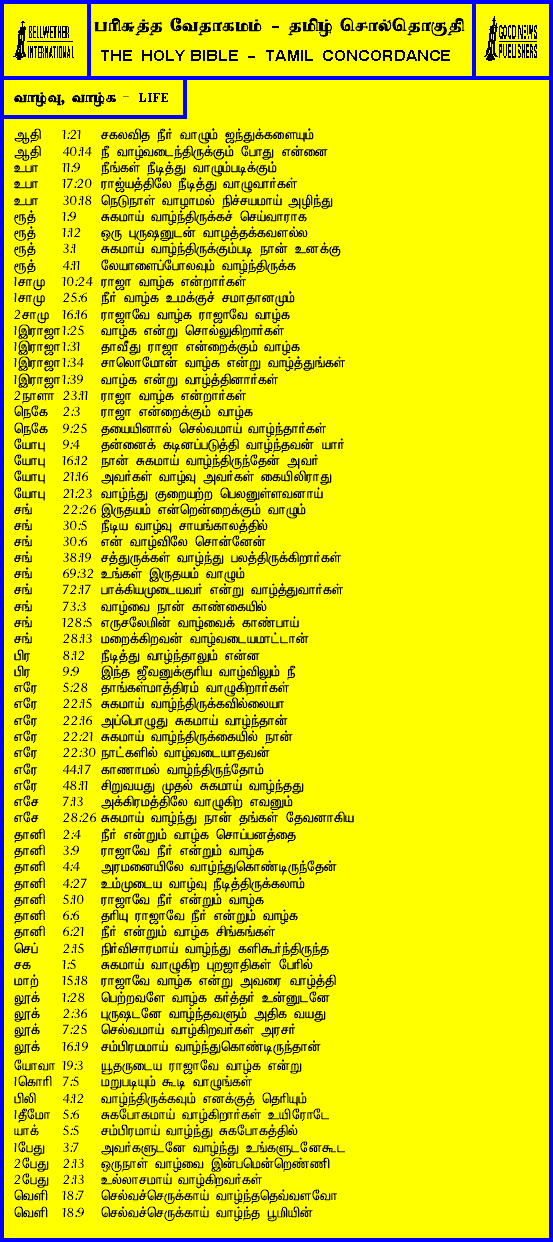 BELLWETHER
INTERNATIONAL
பரிசுத்த வேதாகமம் - தமிழ் சொல்தொகுதி
THE HOLY BIBLE - TAMIL CONCORDANCE
GOOD NEWS
PUBLISHERS
வாழ்வு, வாழ்க - LIFE
ஆதி 1:21 சகலவித நீர் வாழும் ஜந்துக்களையும்
ஆதி 40:14 நீ வாழ்வடைந்திருக்கும் போது என்னை
உபா 11:9 நீங்கள் நீடித்து வாழும்படிக்கும்
உபா 17:20 ராஜ்யத்திலே நீடித்து வாழுவார்கள்
உபா 30:18 நெடுநாள் வாழாமல் நிச்சயமாய் அழிந்து
ரூத் 1:9 சுகமாய் வாழ்ந்திருக்கச் செய்வாராக
ரூத் 1:12 ஒரு புருஷனுடன் வாழத்தக்கவளல்ல
ரூத் 3:1 சுகமாய் வாழ்ந்திருக்கும்படி நான் உனக்கு
ரூத் 4:11 லேயாளைப்போலவும் வாழ்ந்திருக்க
1சாமு 10:24 ராஜா வாழ்க என்றார்கள்
1சாமு 25:6 நீர் வாழ்க உமக்குச் சமாதானமும்
2சாமு 16:16 ராஜாவே வாழ்க ராஜாவே வாழ்க
1இராஜா 1:25 வாழ்க என்று சொல்லுகிறார்கள்
1இராஜா 1:31 தாவீது ராஜா என்றைக்கும் வாழ்க
1இராஜா 1:34 சாலொமோன் வாழ்க என்று வாழ்த்துங்கள்
1இராஜா 1:39 வாழ்க என்று வாழ்த்தினார்கள்
2நாளா 23:11 ராஜா வாழ்க என்றார்கள்
நெகே 2:3 ராஜா என்றைக்கும் வாழ்க
நெகே 9:25 தயையினால் செல்வமாய் வாழ்ந்தார்கள்
யோபு 9:4 தன்னைக் கடினப்படுத்தி வாழ்ந்தவன் யார்
யோபு 16:12 நான் சுகமாய் வாழ்ந்திருந்தேன் அவர்
யோபு 21:16 அவர்கள் வாழ்வு அவர்கள் கையிலிராது
யோபு 21:23 வாழ்ந்து குறையற்ற பெலனுள்ளவனாய்
சங் 22:26 இருதயம் என்றென்றைக்கும் வாழும்
சங் 30:5 நீடிய வாழ்வு சாயங்காலத்தில்
சங் 30:6 என் வாழ்விலே சொன்னேன்
சங் 38:19 சத்துருக்கள் வாழ்ந்து பலத்திருக்கிறார்கள்
சங் 69:32 உங்கள் இருதயம் வாழும்
சங் 72:17 பாக்கியமுடையவர் என்று வாழ்த்துவார்கள்
சங் 73:3 வாழ்வை நான் காண்கையில்
சங் 128:5 எருசலேமின் வாழ்வைக் காண்பாய்
சங் 28:13 மறைக்கிறவன் வாழ்வடையமாட்டான்
பிர 8:12 நீடித்து வாழ்ந்தாலும் என்ன
பிர 9:9 இந்த ஜீவனுக்குரிய வாழ்விலும் நீ
எரே 5:28 தாங்கள்மாத்திரம் வாழுகிறார்கள்
எரே 22:15 சுகமாய் வாழ்ந்திருக்கவில்லையா
எரே 22:16 அப்பொழுது சுகமாய் வாழ்ந்தான்
எரே 22:21 சுகமாய் வாழ்ந்திருக்கையில் நான்
எரே 22:30 நாட்களில் வாழ்வடையாதவன்
எரே 44:17 காணாமல் வாழ்ந்திருந்தோம்
எரே 48:11 சிறுவயது முதல் சுகமாய் வாழ்ந்தது
எசே 7:13 அக்கிரமத்திலே வாழுகிற எவனும்
எசே 28:26 சுகமாய் வாழ்ந்து நான் தங்கள் தேவனாகிய
தானி 2:4 நீர் என்றும் வாழ்க சொப்பனத்தை
தானி 3:9 ராஜாவே நீர் என்றும் வாழ்க
தானி 4:4 அரமனையிலே வாழ்ந்துகொண்டிருந்தேன்
தானி 4:27 உம்முடைய வாழ்வு நீடித்திருக்கலாம்
தானி 5:10 ராஜாவே நீர் என்றும் வாழ்க
தானி 6:6 தரியு ராஜாவே நீர் என்றும் வாழ்க
தானி 6:21 நீர் என்றும் வாழ்க சிங்கங்கள்
செப் 2:15 நிர்விசாரமாய் வாழ்ந்து களிகூர்ந்திருந்த
சக 1:5 சுகமாய் வாழுகிற புறஜாதிகள் பேரில்
மாற் 15:18 ராஜாவே வாழ்க என்று அவரை வாழ்த்தி
லூக் 1:28 பெற்றவளே வாழ்க கர்த்தர் உன்னுடனே
லூக் 2:36 புருஷனுடனே வாழ்ந்தவளும் அதிக வயது
லூக் 7:25 செல்வமாய் வாழ்கிறவர்கள் அரசர்
லூக் 16:19 சம்பிரமமாய் வாழ்ந்துகொண்டிருந்தான்
யோவா 19:3 யூதருடைய ராஜாவே வாழ்க என்று
1கொரி 7:5 மறுபடியும் கூடி வாழுங்கள்
பிலி 4:12 வாழ்ந்திருக்கவும் எனக்குத் தெரியும்
1தீமோ 5:6 சுகபோகமாய் வாழ்கிறார்கள் உயிரோடே
யாக் 5:5 சம்பிரமாய் வாழ்ந்து சுகபோகத்தில்
1பேது 3:7 அவர்களுடனே வாழ்ந்து உங்களுடனேகூட
2பேது 2:13 ஒருநாள் வாழ்வை இன்பமென்றெண்ணி
2பேது 2:13 உல்லாசமாய் வாழ்கிறவர்கள்
வெளி 18:7 செல்வச்செருக்காய் வாழ்ந்ததெவ்வளவோ
வெளி 18:9 செல்வச்செருக்காய் வாழ்ந்த பூமியின்